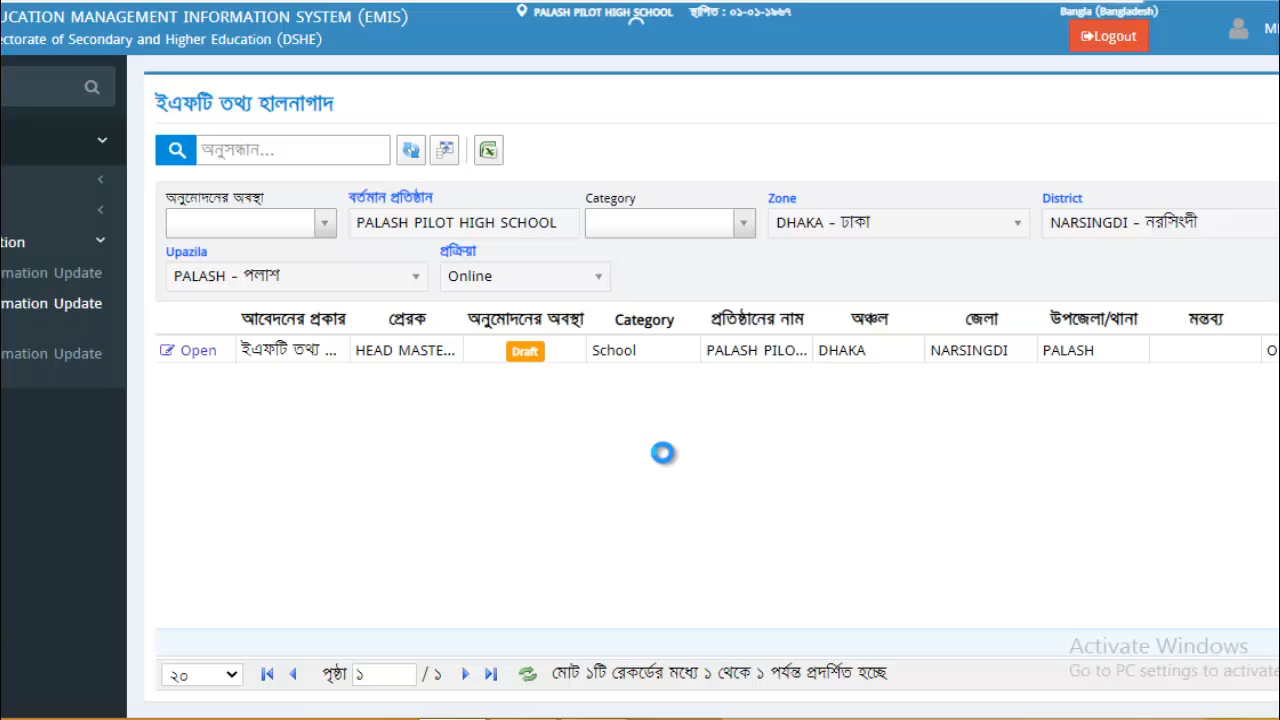 UCATION MANAGEMENT INFORMATION SYSTEM (EMIS)
PALASH PILOT HIGH SCHOOL স্থাপিত : ০১-০১-১৯৬৭
Bangla (Bangladesh)
ectorate of Secondary and Higher Education (DSHE)
Logout
ইএফটি তথ্য হালনাগাদ
অনুসন্ধান...
অনুমোদনের অবস্থা বর্তমান প্রতিষ্ঠান Category Zone District
PALASH PILOT HIGH SCHOOL DHAKA - ঢাকা NARSINGDI - নরসিংদী
tion
Upazila প্রক্রিয়া
mation Update
PALASH - পলাশ Online
mation Update
আবেদনের প্রকার প্রেরক অনুমোদনের অবস্থা Category প্রতিষ্ঠানের নাম অঞ্চল জেলা উপজেলা/থানা মন্তব্য
mation Update
Open ইএফটি তথ্য ... HEAD MASTE... Draft School PALASH PILO... DHAKA NARSINGDI PALASH O
Activate Windows
Go to PC settings to activate
২০ পৃষ্ঠা ১ / ১ মোট ১টি রেকর্ডের মধ্যে ১ থেকে ১ পর্যন্ত প্রদর্শিত হচ্ছে